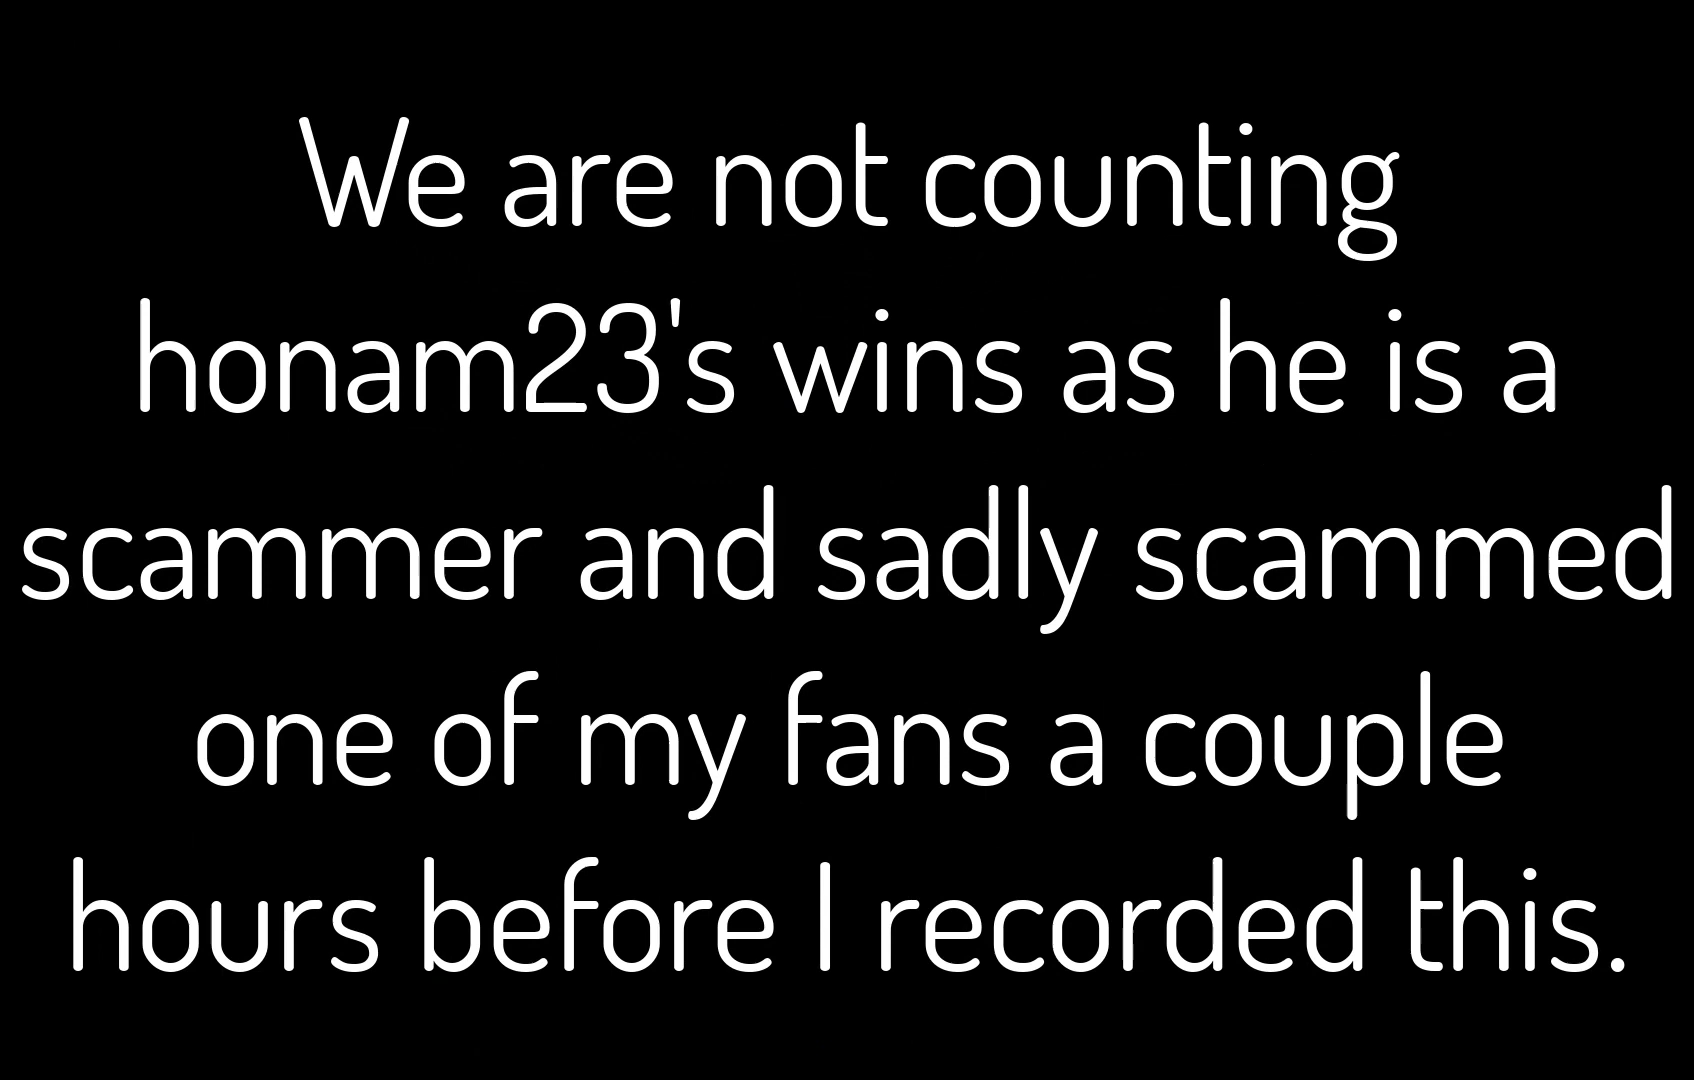 We are not counting
honam23's wins as he is a
scammer and sadly scammed
one of my fans a couple
hours before I recorded this.